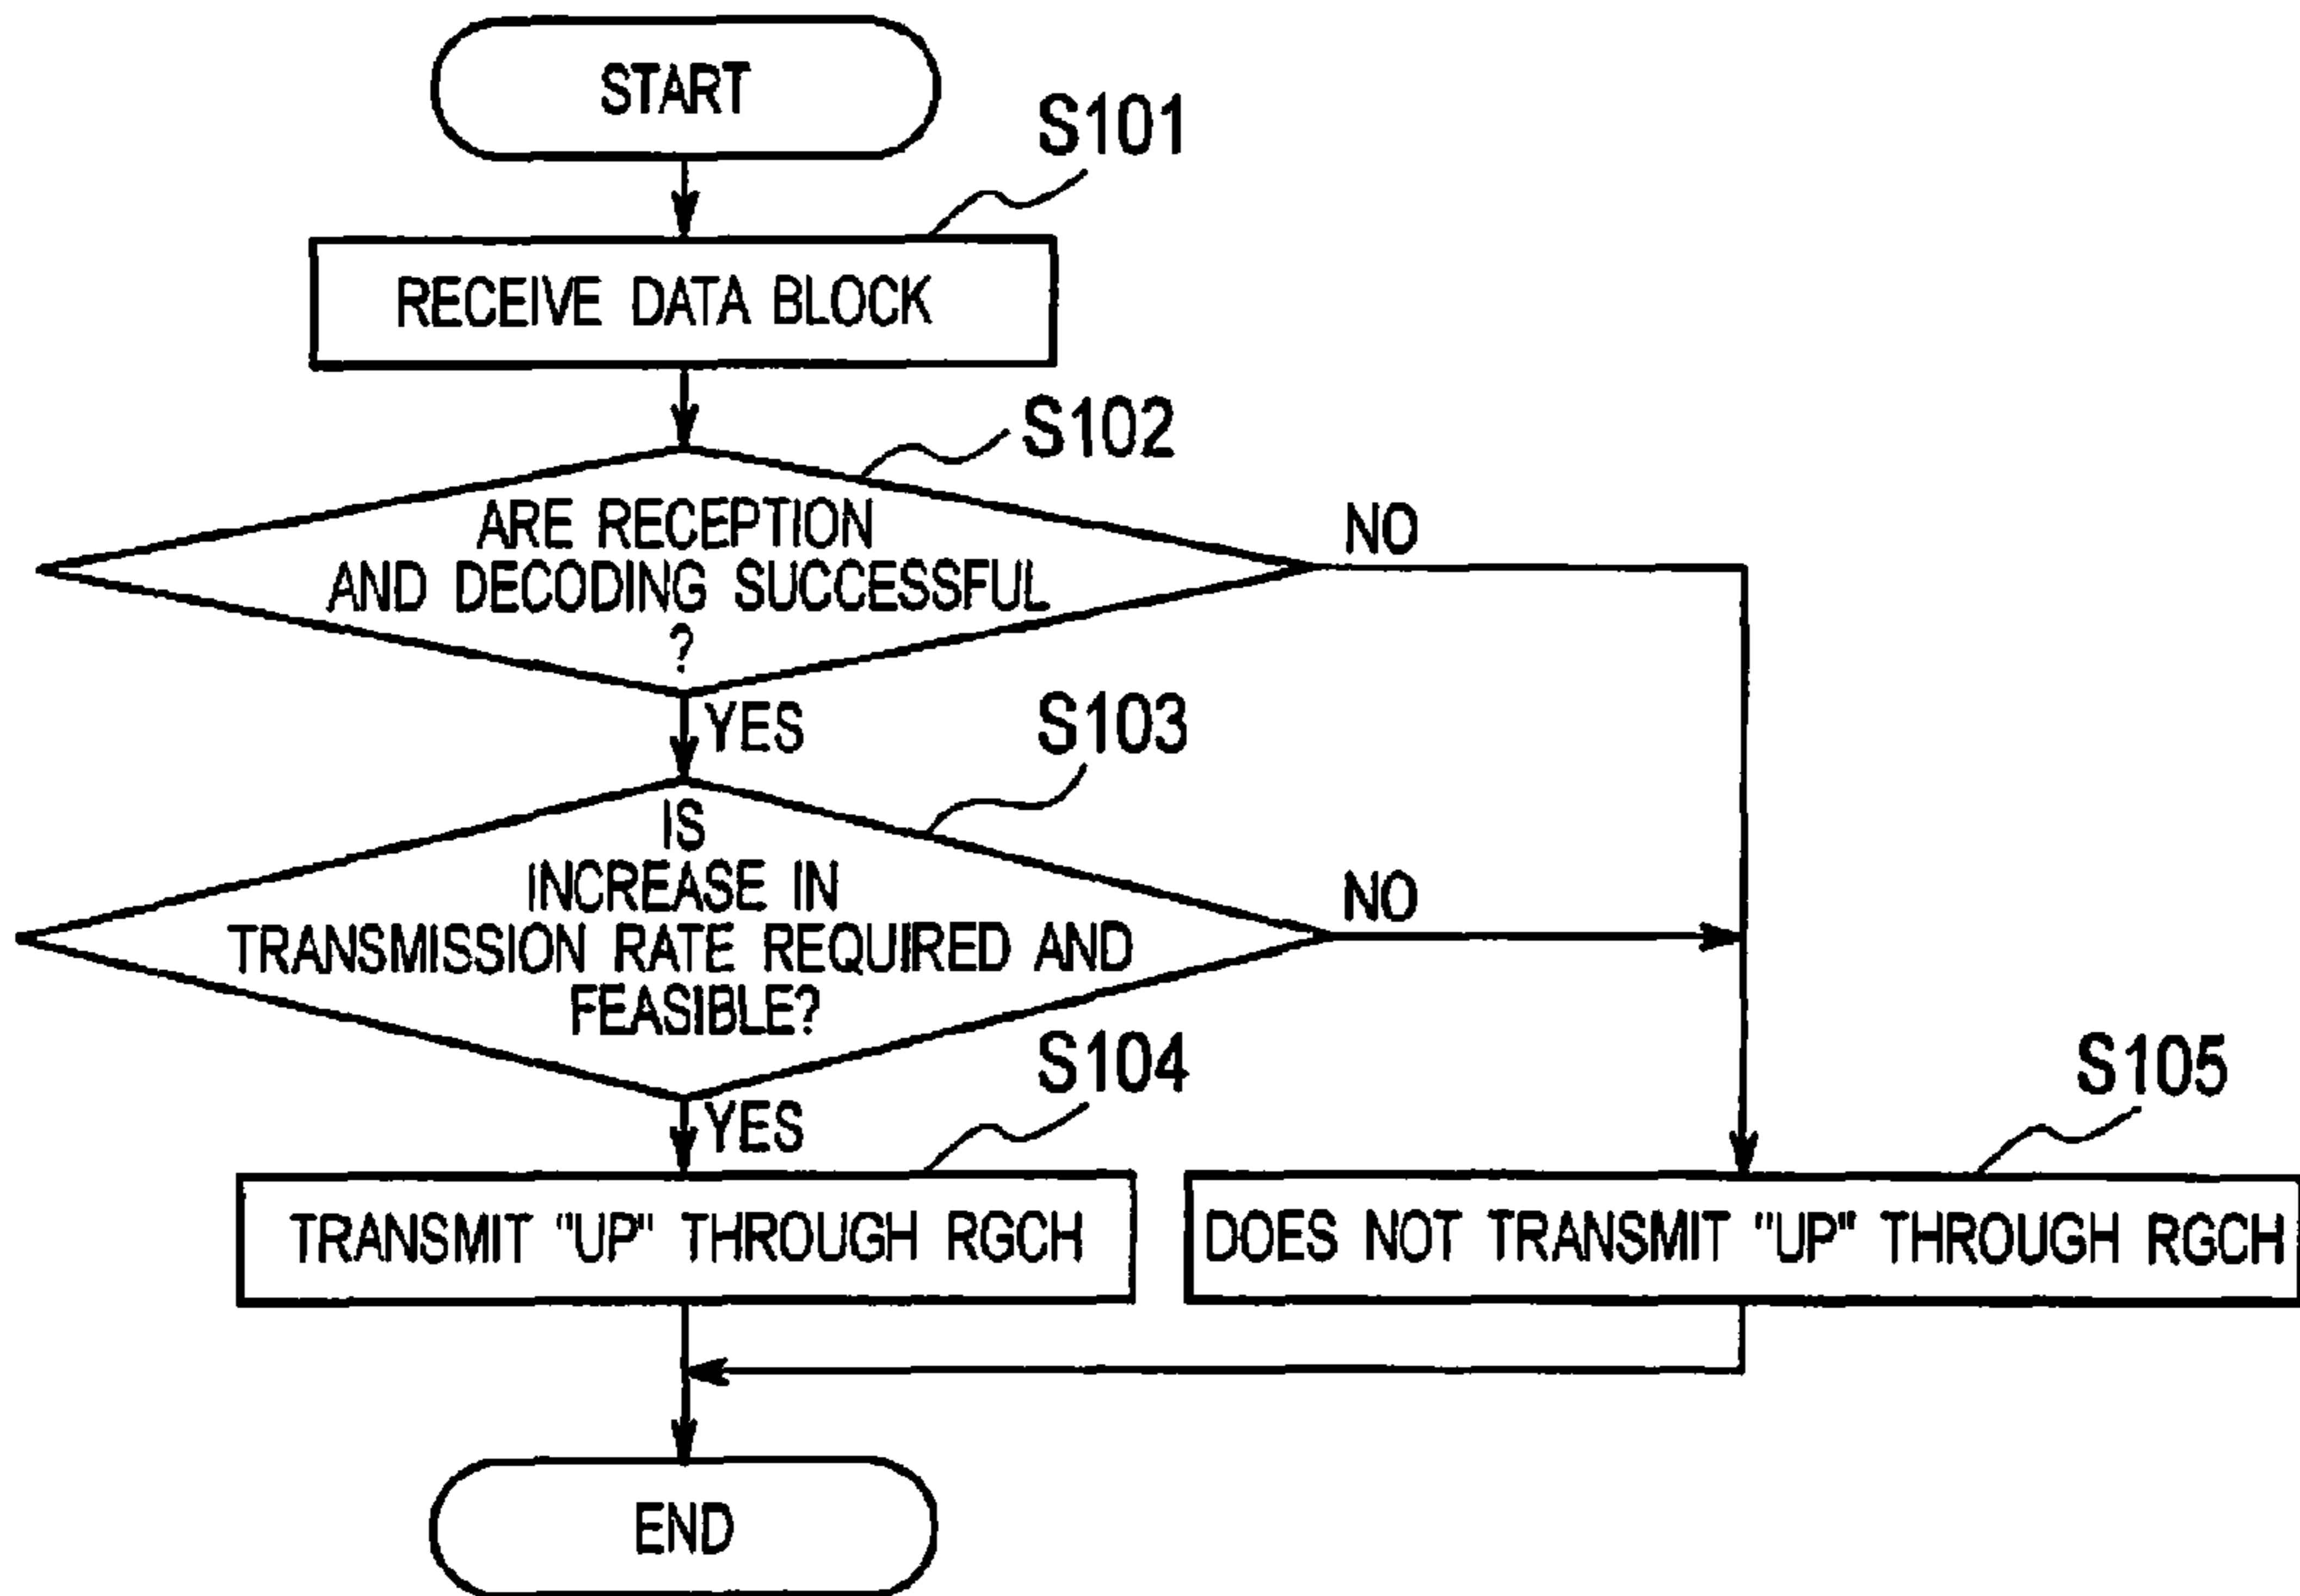 START
S101
RECEIVE DATA BLOCK
S102
ARE RECEPTION
AND DECODING SUCCESSFUL
?
NO
YES
S103
IS
INCREASE IN
TRANSMISSION RATE REQUIRED AND
FEASIBLE?
NO
YES
S104
TRANSMIT "UP" THROUGH RGCH
S105
DOES NOT TRANSMIT "UP" THROUGH RGCH
END